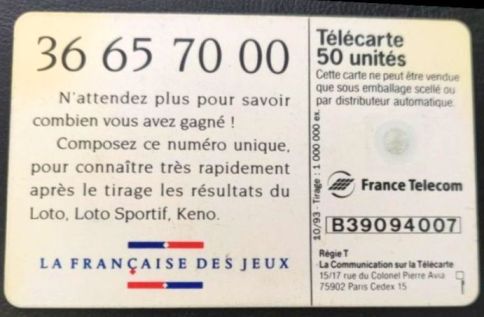 36 65 70 00
N'attendez plus pour savoir
combien vous avez gagné !
Composez ce numéro unique,
pour connaître très rapidement
après le tirage les résultats du
Loto, Loto Sportif, Keno.
LA FRANÇAISE DES JEUX
10/93 - Tirage : 1 000 000 ex.
Télécarte
50 unités
Cette carte ne peut être vendue
que sous emballage scellé ou
par distributeur automatique.
France Telecom
B39094007
Régie T
La Communication sur la Télécarte
15/17 rue du Colonel Pierre Avia
75902 Paris Cedex 15